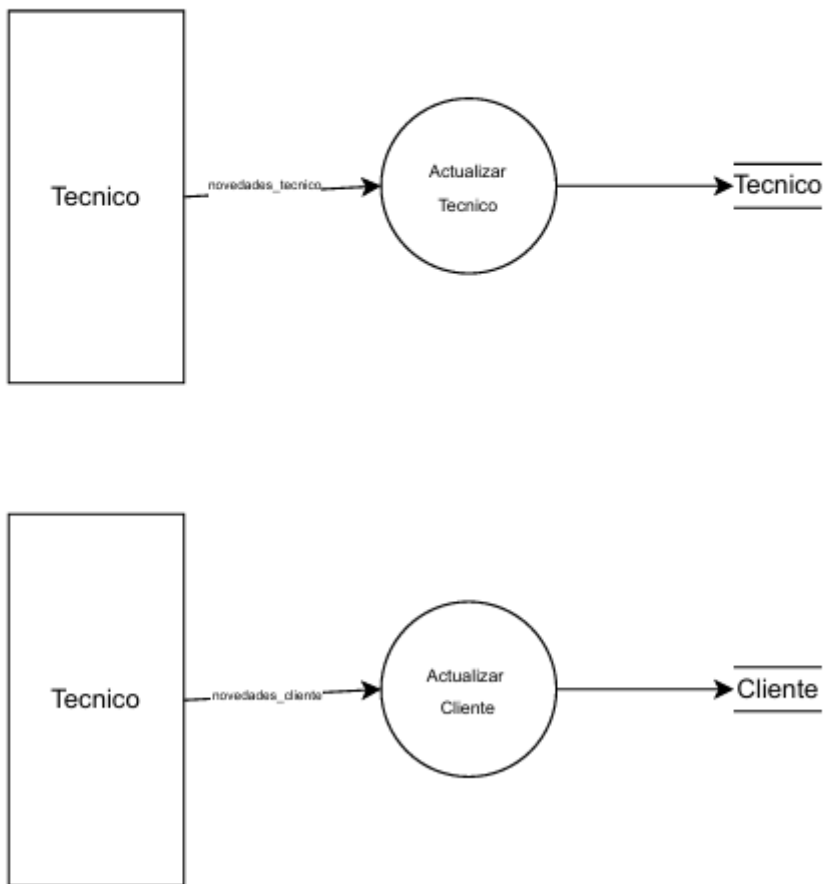 Tecnico
novedades_tecnico
Actualizar
Tecnico
Tecnico
Tecnico
novedades_cliente
Actualizar
Cliente
Cliente